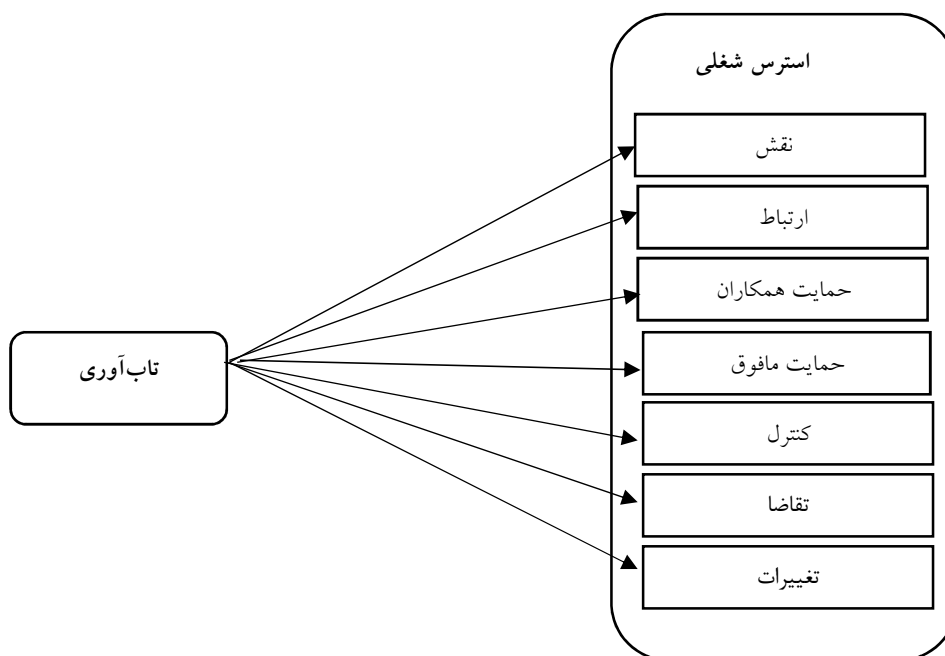 استرس شغلی
نقش
ارتباط
حمایت همکاران
حمایت مافوق
کنترل
تقاضا
تغییرات
تاب‌آوری